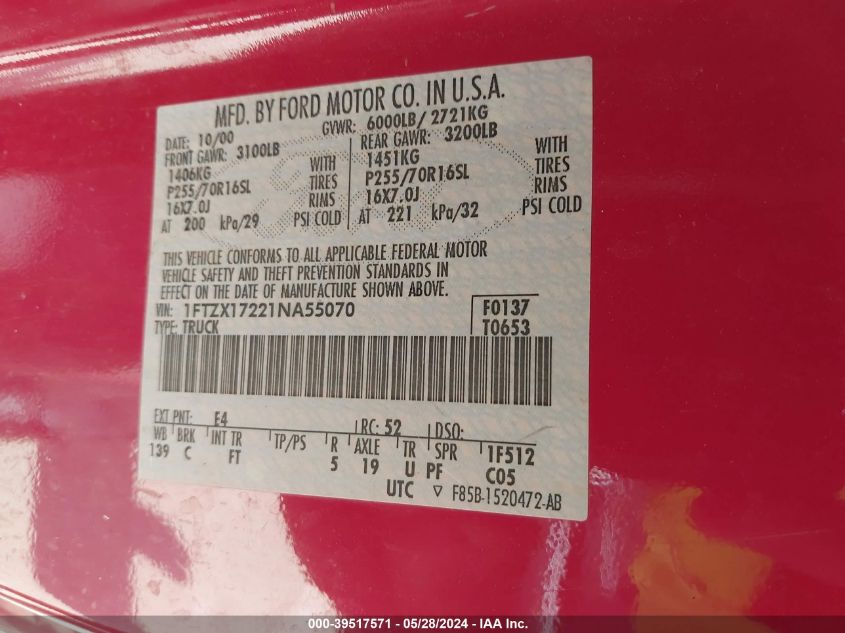 MFD. BY FORD MOTOR CO. IN U.S.A.
DATE: 10/00 GVWR: 6000LB/ 2721KG
FRONT GAWR: 3100LB REAR GAWR: 3200LB
1406KG WITH 1451KG WITH
P255/70R16SL TIRES P255/70R16SL TIRES
16X7.0J RIMS 16X7.0J RIMS
AT 200 kPa/29 PSI COLD AT 221 kPa/32 PSI COLD
THIS VEHICLE CONFORMS TO ALL APPLICABLE FEDERAL MOTOR
VEHICLE SAFETY AND THEFT PREVENTION STANDARDS IN
EFFECT ON THE DATE OF MANUFACTURE SHOWN ABOVE.
VIN: 1FTZX17221NA55070 F0137
TYPE: TRUCK T0653
EXT PNT: E4 RC: 52 DSO:
WB BRK INT TR TP/PS R AXLE TR SPR 1F512
139 C FT 5 19 U PF C05
UTC ▽ F85B-1520472-AB
000-39517571 / 05/28/2024 - IAA Inc.